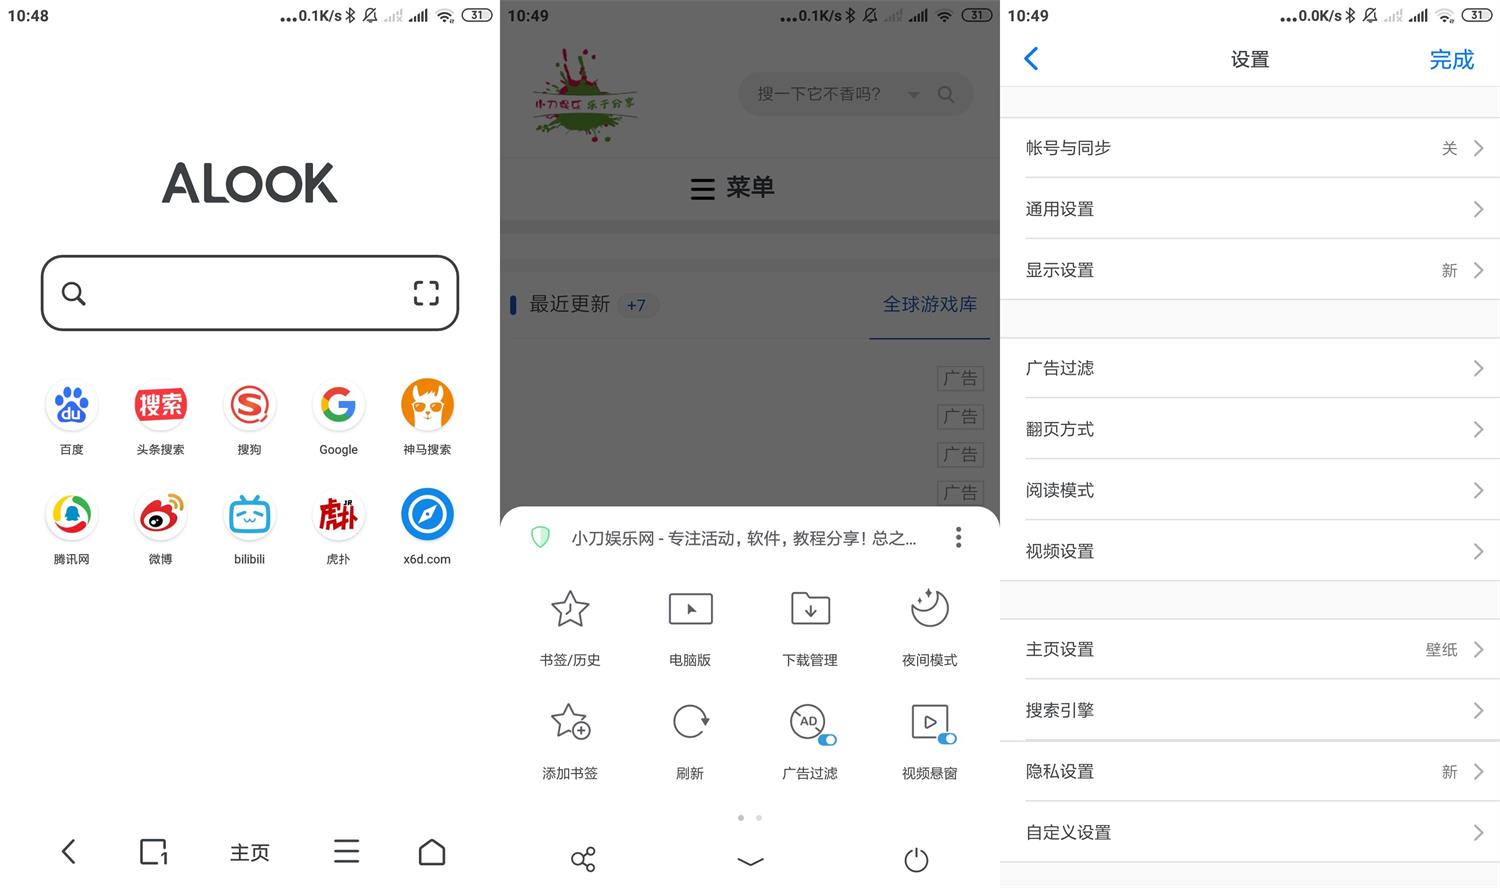 10:48
0.1K/s
31
ALOOK
du
搜索
S
G
百度
头条搜索
搜狗
Google
神马搜索
虎扑
JR
腾讯网
微博
bilibili
虎扑
x6d.com
1
主页
10:49
0.1K/s
31
小刀娱乐 乐于分享
搜一下它不香吗?
菜单
最近更新 +7
全球游戏库
广告
广告
广告
广告
小刀娱乐网 - 专注活动，软件，教程分享！总之...
书签/历史
电脑版
下载管理
夜间模式
AD
添加书签
刷新
广告过滤
视频悬窗
10:49
0.0K/s
31
设置
完成
帐号与同步
关
通用设置
显示设置
新
广告过滤
翻页方式
阅读模式
视频设置
主页设置
壁纸
搜索引擎
隐私设置
新
自定义设置